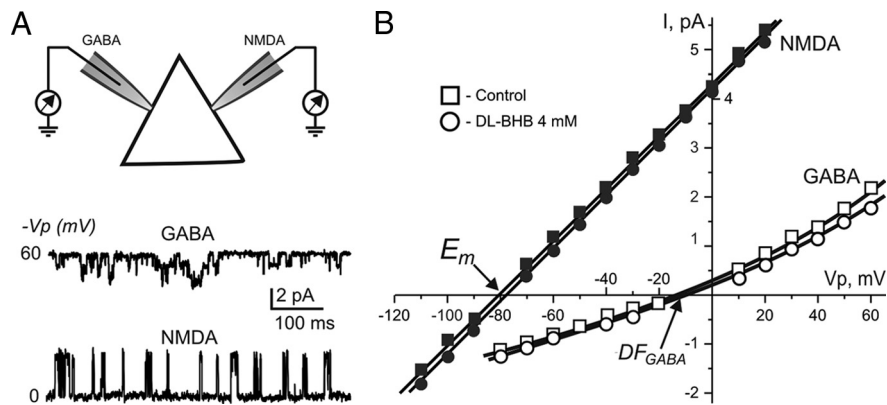 A
GABA
NMDA
-Vp (mV)
GABA
60
2 pA
100 ms
NMDA
0
B
I, pA
NMDA
- Control
- DL-BHB 4 mM
5
4
3
2
1
GABA
Em
-120
-100
-80
-60
-40
-20
Vp, mV
20
40
60
-DFGABA
-1
-2